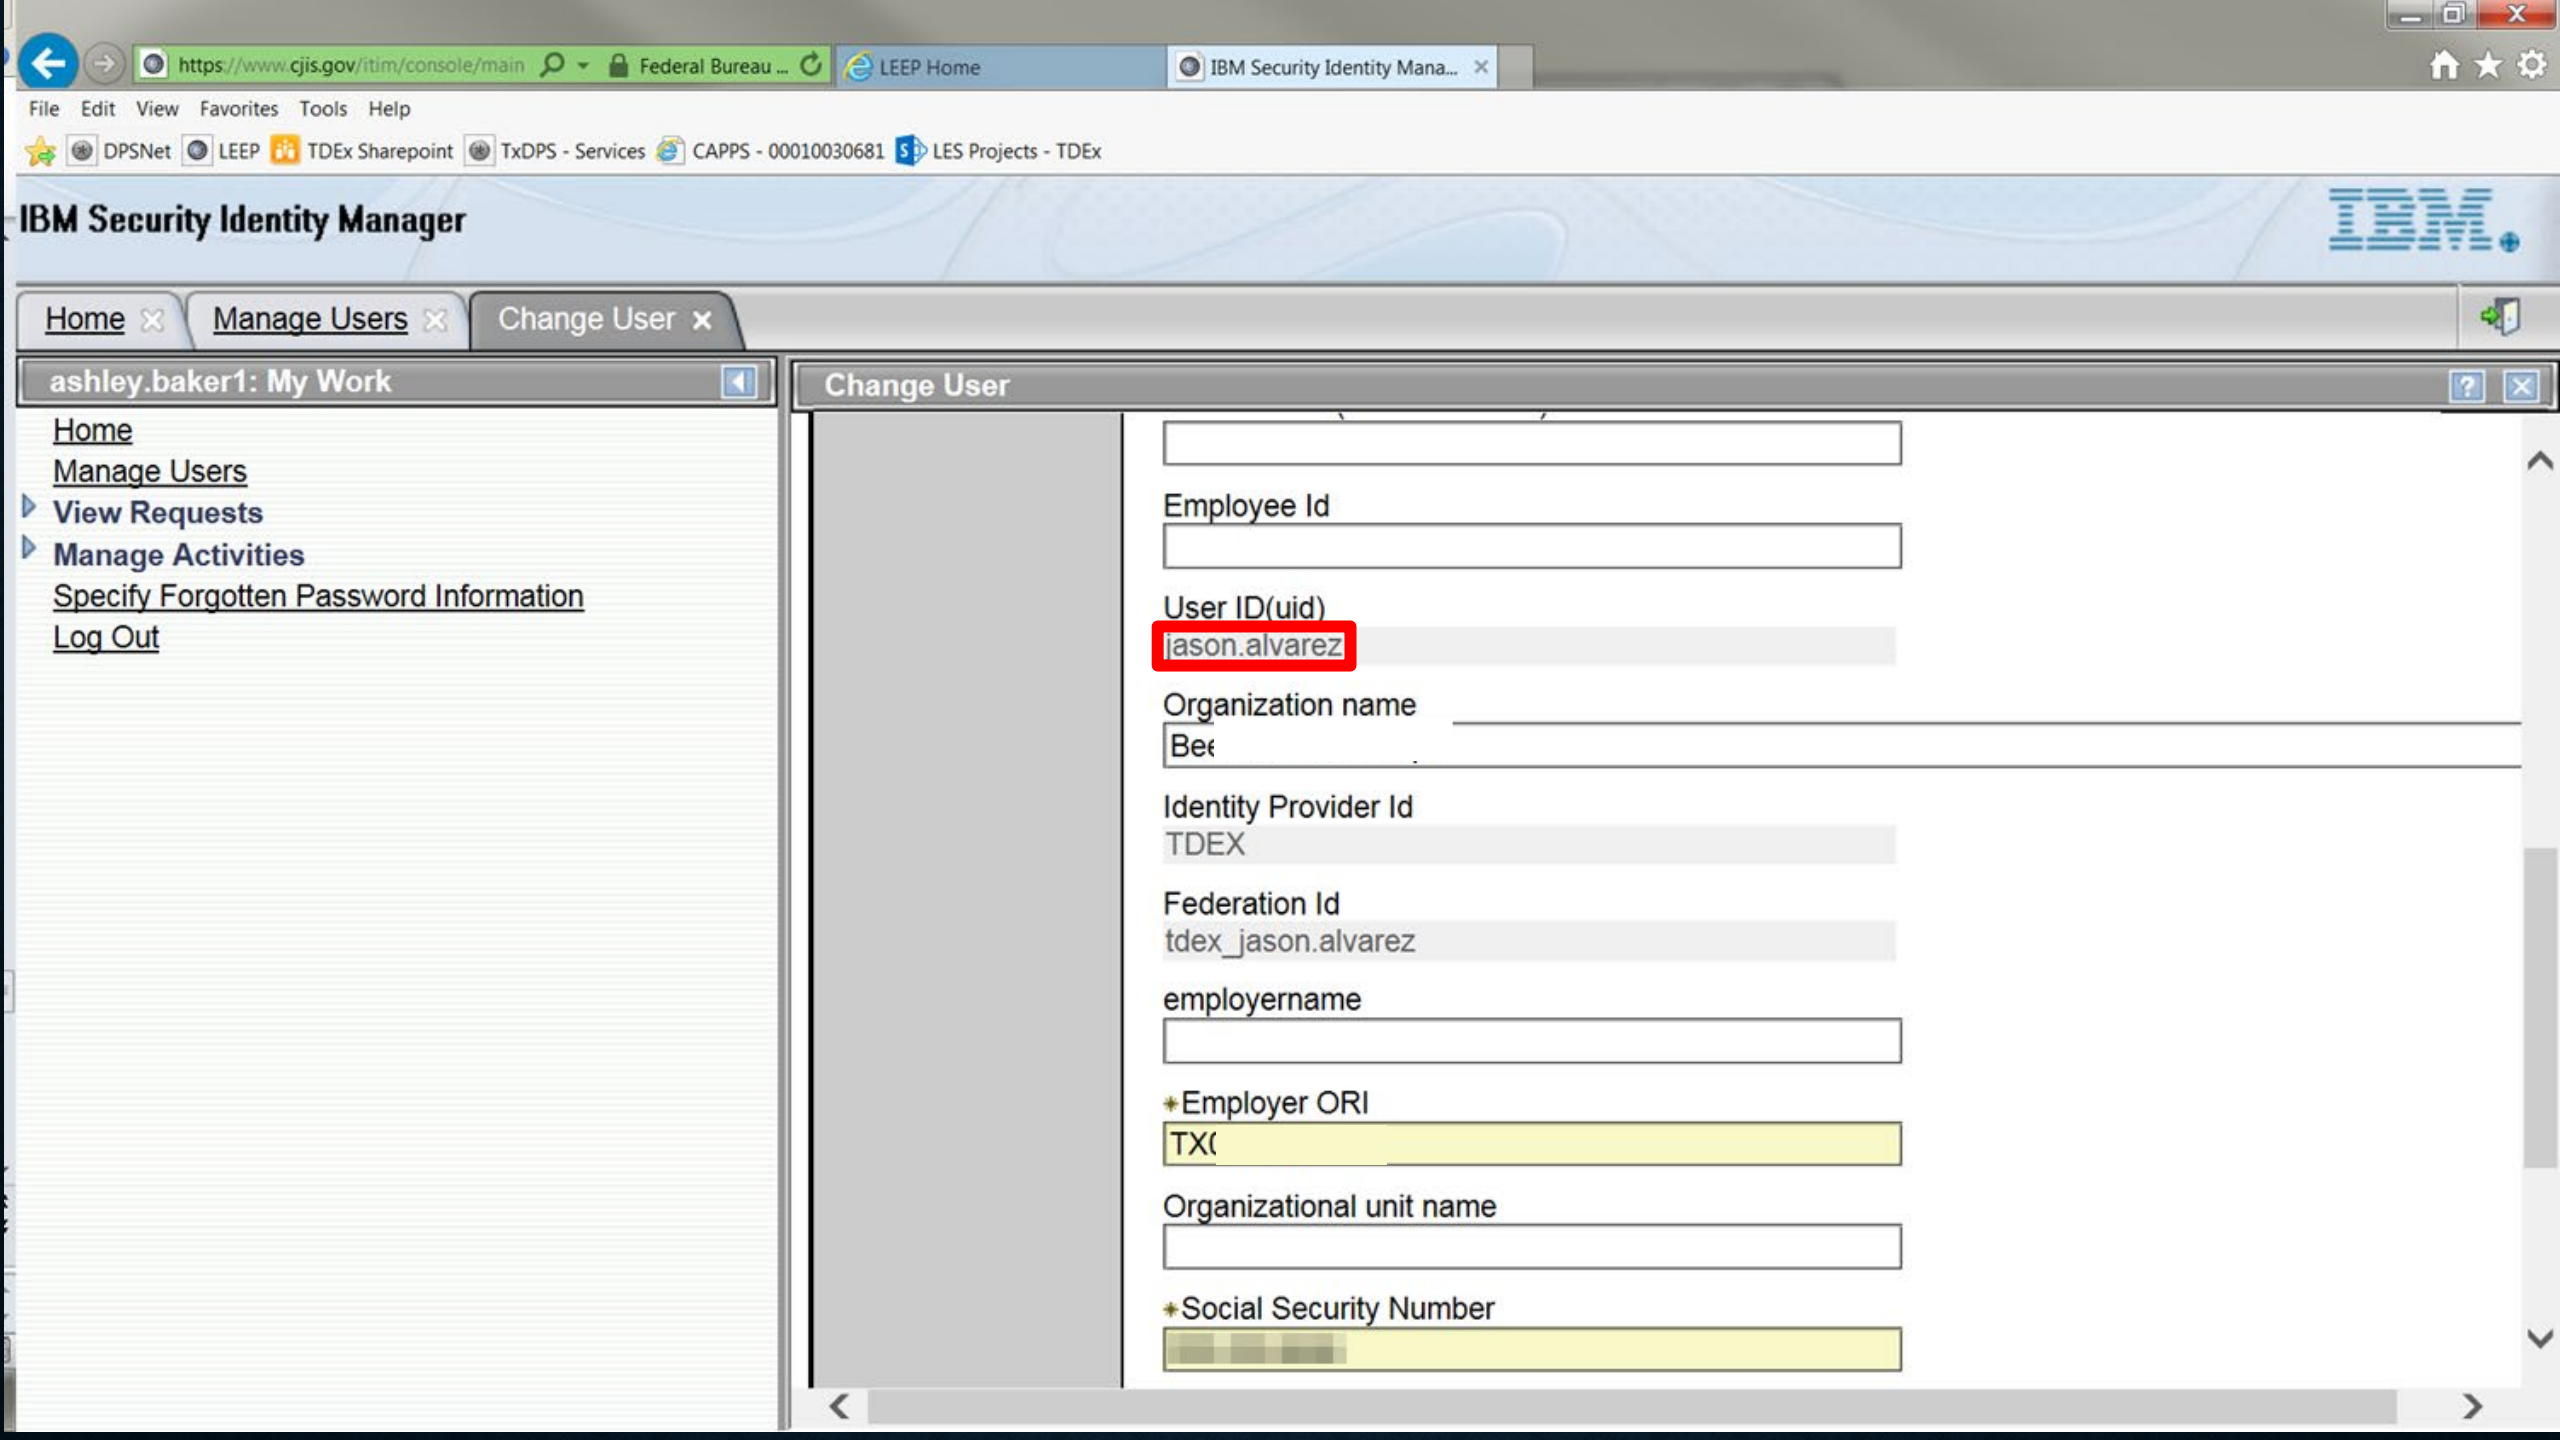 https://www.cjis.gov/itim/console/main
Federal Bureau ...
LEEP Home
IBM Security Identity Mana...
File Edit View Favorites Tools Help
DPSNet LEEP TDEx Sharepoint TxDPS - Services CAPPS - 00010030681 LES Projects - TDEx
IBM Security Identity Manager
IBM.
Home Manage Users Change User
ashley.baker1: My Work
Home
Manage Users
View Requests
Manage Activities
Specify Forgotten Password Information
Log Out
Change User
Employee Id
User ID(uid)
jason.alvarez
Organization name
Identity Provider Id
TDEX
Federation Id
tdex_jason.alvarez
employername
*Employer ORI
Organizational unit name
*Social Security Number